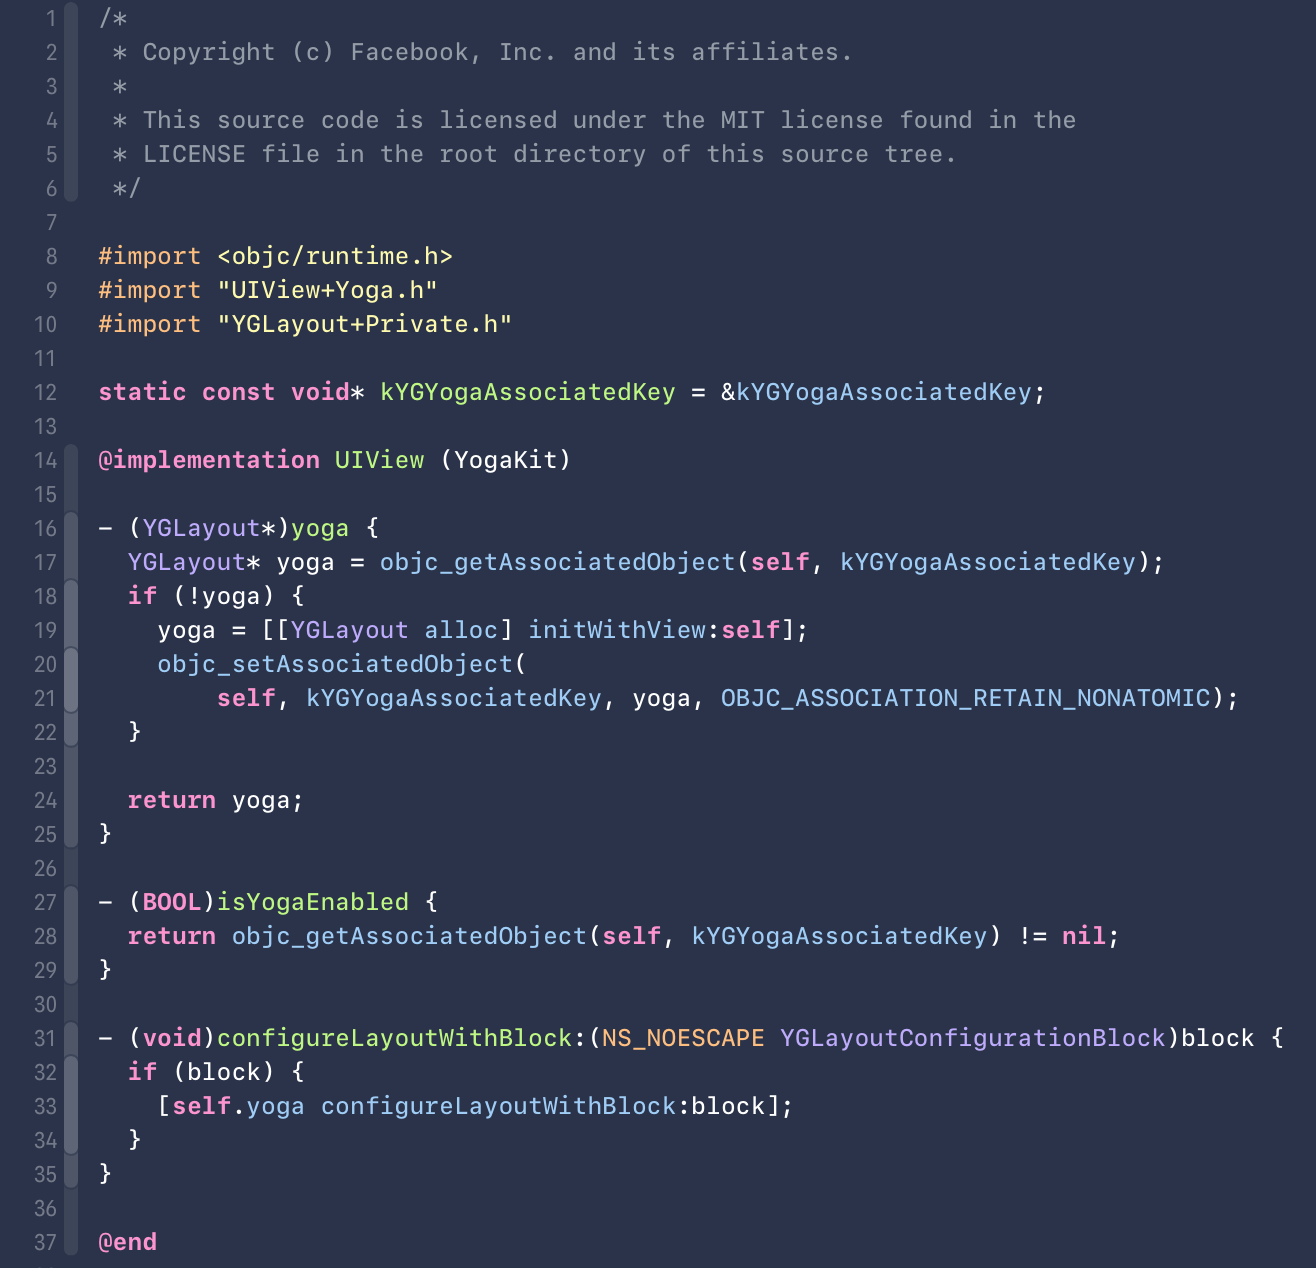 1 /*
2  * Copyright (c) Facebook, Inc. and its affiliates.
3  *
4  * This source code is licensed under the MIT license found in the
5  * LICENSE file in the root directory of this source tree.
6  */
7
8 #import <objc/runtime.h>
9 #import "UIView+Yoga.h"
10 #import "YGLayout+Private.h"
11
12 static const void* kYGYogaAssociatedKey = &kYGYogaAssociatedKey;
13
14 @implementation UIView (YogaKit)
15
16 - (YGLayout*)yoga {
17   YGLayout* yoga = objc_getAssociatedObject(self, kYGYogaAssociatedKey);
18   if (!yoga) {
19     yoga = [[YGLayout alloc] initWithView:self];
20     objc_setAssociatedObject(
21         self, kYGYogaAssociatedKey, yoga, OBJC_ASSOCIATION_RETAIN_NONATOMIC);
22   }
23
24   return yoga;
25 }
26
27 - (BOOL)isYogaEnabled {
28   return objc_getAssociatedObject(self, kYGYogaAssociatedKey) != nil;
29 }
30
31 - (void)configureLayoutWithBlock:(NS_NOESCAPE YGLayoutConfigurationBlock)block {
32   if (block) {
33     [self.yoga configureLayoutWithBlock:block];
34   }
35 }
36
37 @end